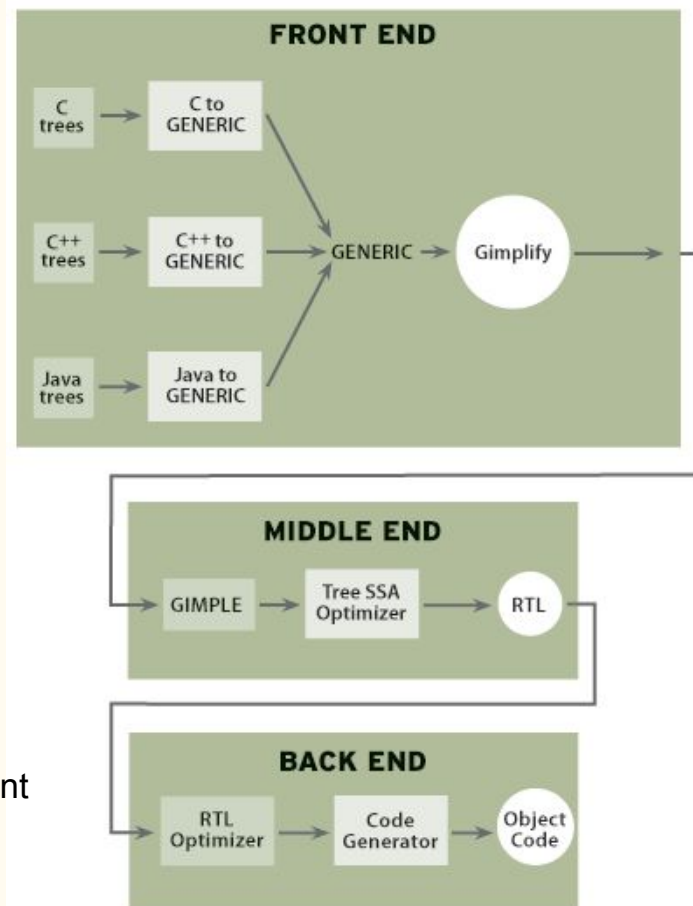 FRONT END
C
trees
C to
GENERIC
C++
trees
C++ to
GENERIC
GENERIC
Gimplify
Java
trees
Java to
GENERIC
MIDDLE END
GIMPLE
Tree SSA
Optimizer
RTL
BACK END
nt
RTL
Optimizer
Code
Generator
Object
Code